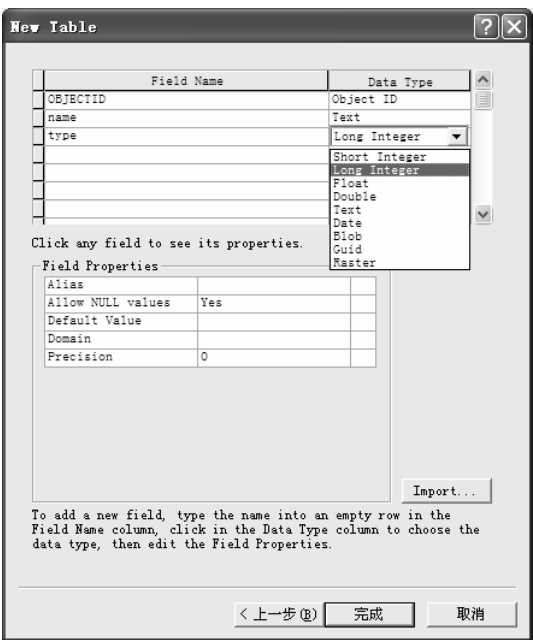 New Table
Field Name Data Type
OBJECTID Object ID
name Text
type Long Integer
Short Integer
Long Integer
Float
Double
Text
Date
Blob
Guid
Raster
Click any field to see its properties.
Field Properties
Alias
Allow NULL values Yes
Default Value
Domain
Precision 0
Import...
To add a new field, type the name into an empty row in the
Field Name column, click in the Data Type column to choose the
data type, then edit the Field Properties.
<上一步(B) 完成 取消